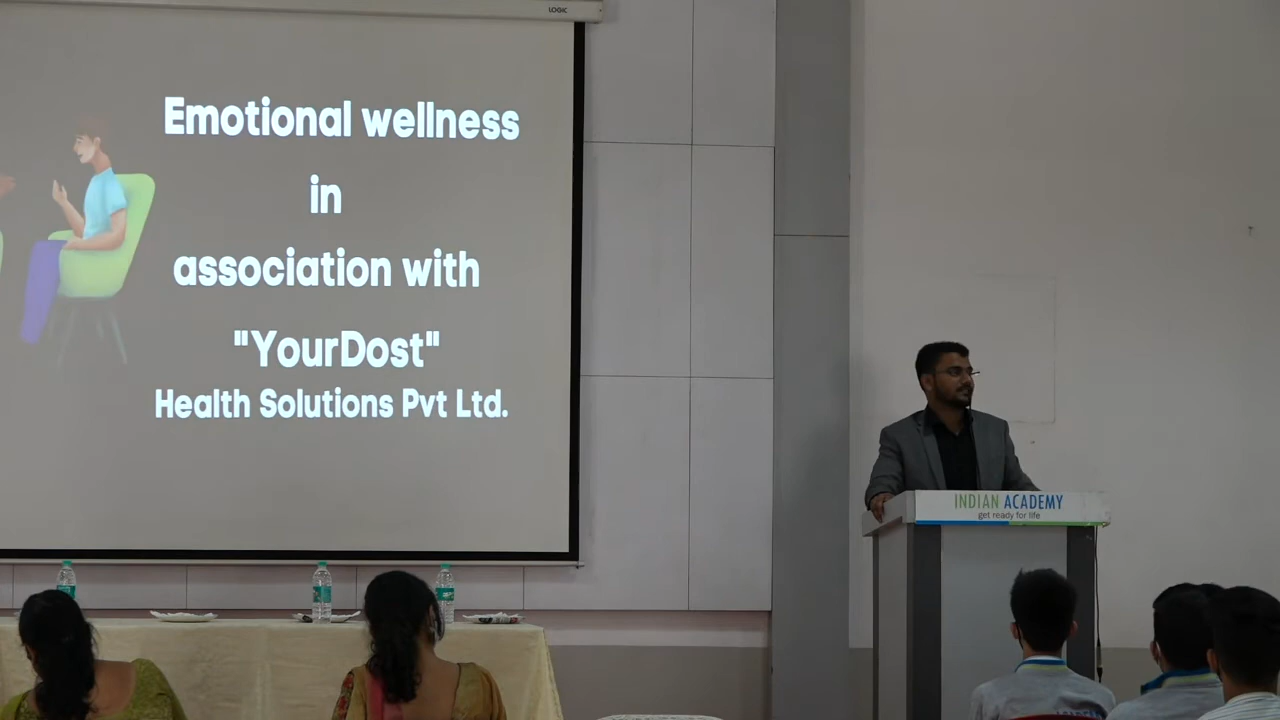 LOGIC
Emotional wellness
in
association with
"YourDost"
Health Solutions Pvt Ltd.
INDIAN ACADEMY
get ready for life